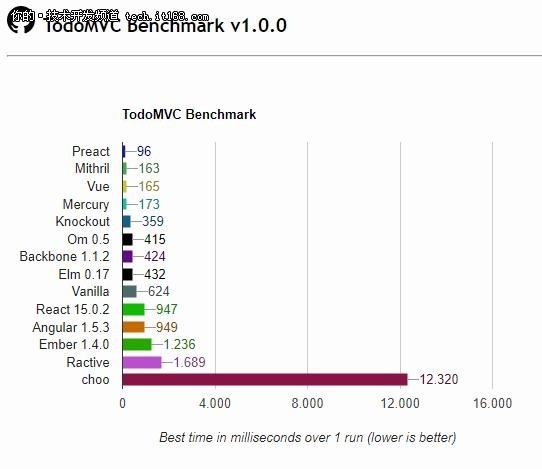 你的·技术开发频道 tech.it168.com
TodoMVC Benchmark v1.0.0
TodoMVC Benchmark
Preact 96
Mithril 163
Vue 165
Mercury 173
Knockout 359
Om 0.5 415
Backbone 1.1.2 424
Elm 0.17 432
Vanilla 624
React 15.0.2 947
Angular 1.5.3 949
Ember 1.4.0 1.236
Ractive 1.689
choo 12.320
0 4.000 8.000 12.000 16.000
Best time in milliseconds over 1 run (lower is better)